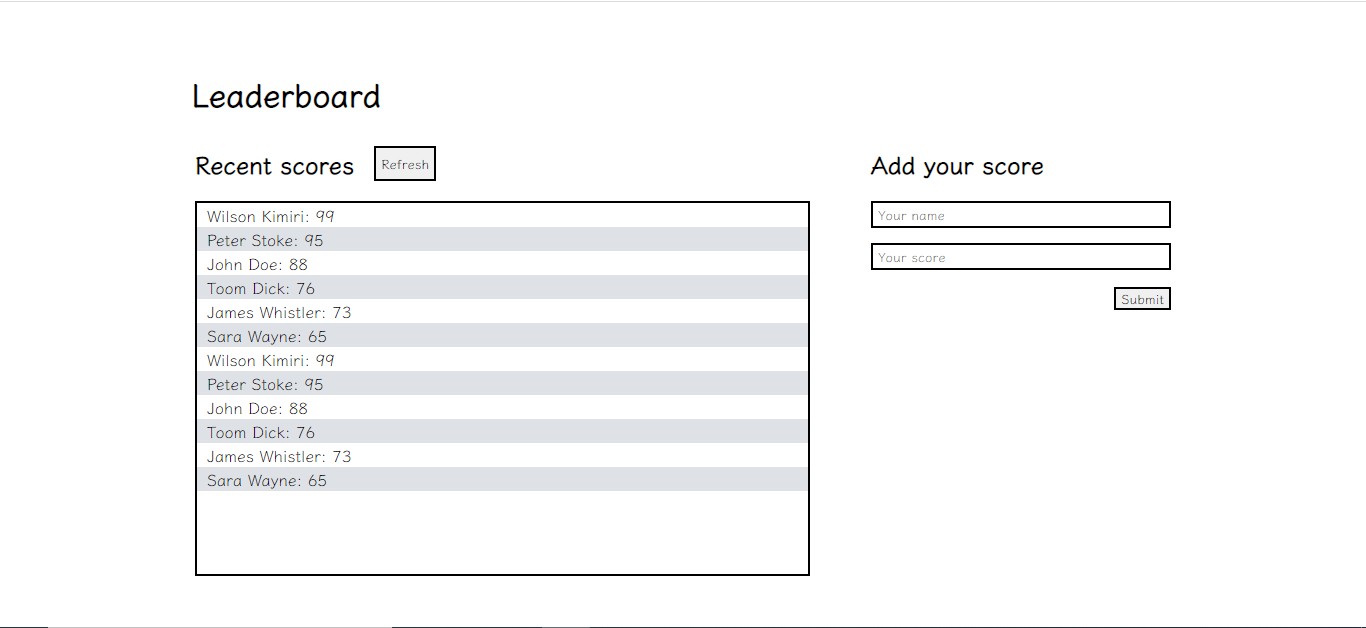 Leaderboard
Recent scores
Refresh
Wilson Kimiri: 99
Peter Stoke: 95
John Doe: 88
Toom Dick: 76
James Whistler: 73
Sara Wayne: 65
Wilson Kimiri: 99
Peter Stoke: 95
John Doe: 88
Toom Dick: 76
James Whistler: 73
Sara Wayne: 65
Add your score
Your name
Your score
Submit